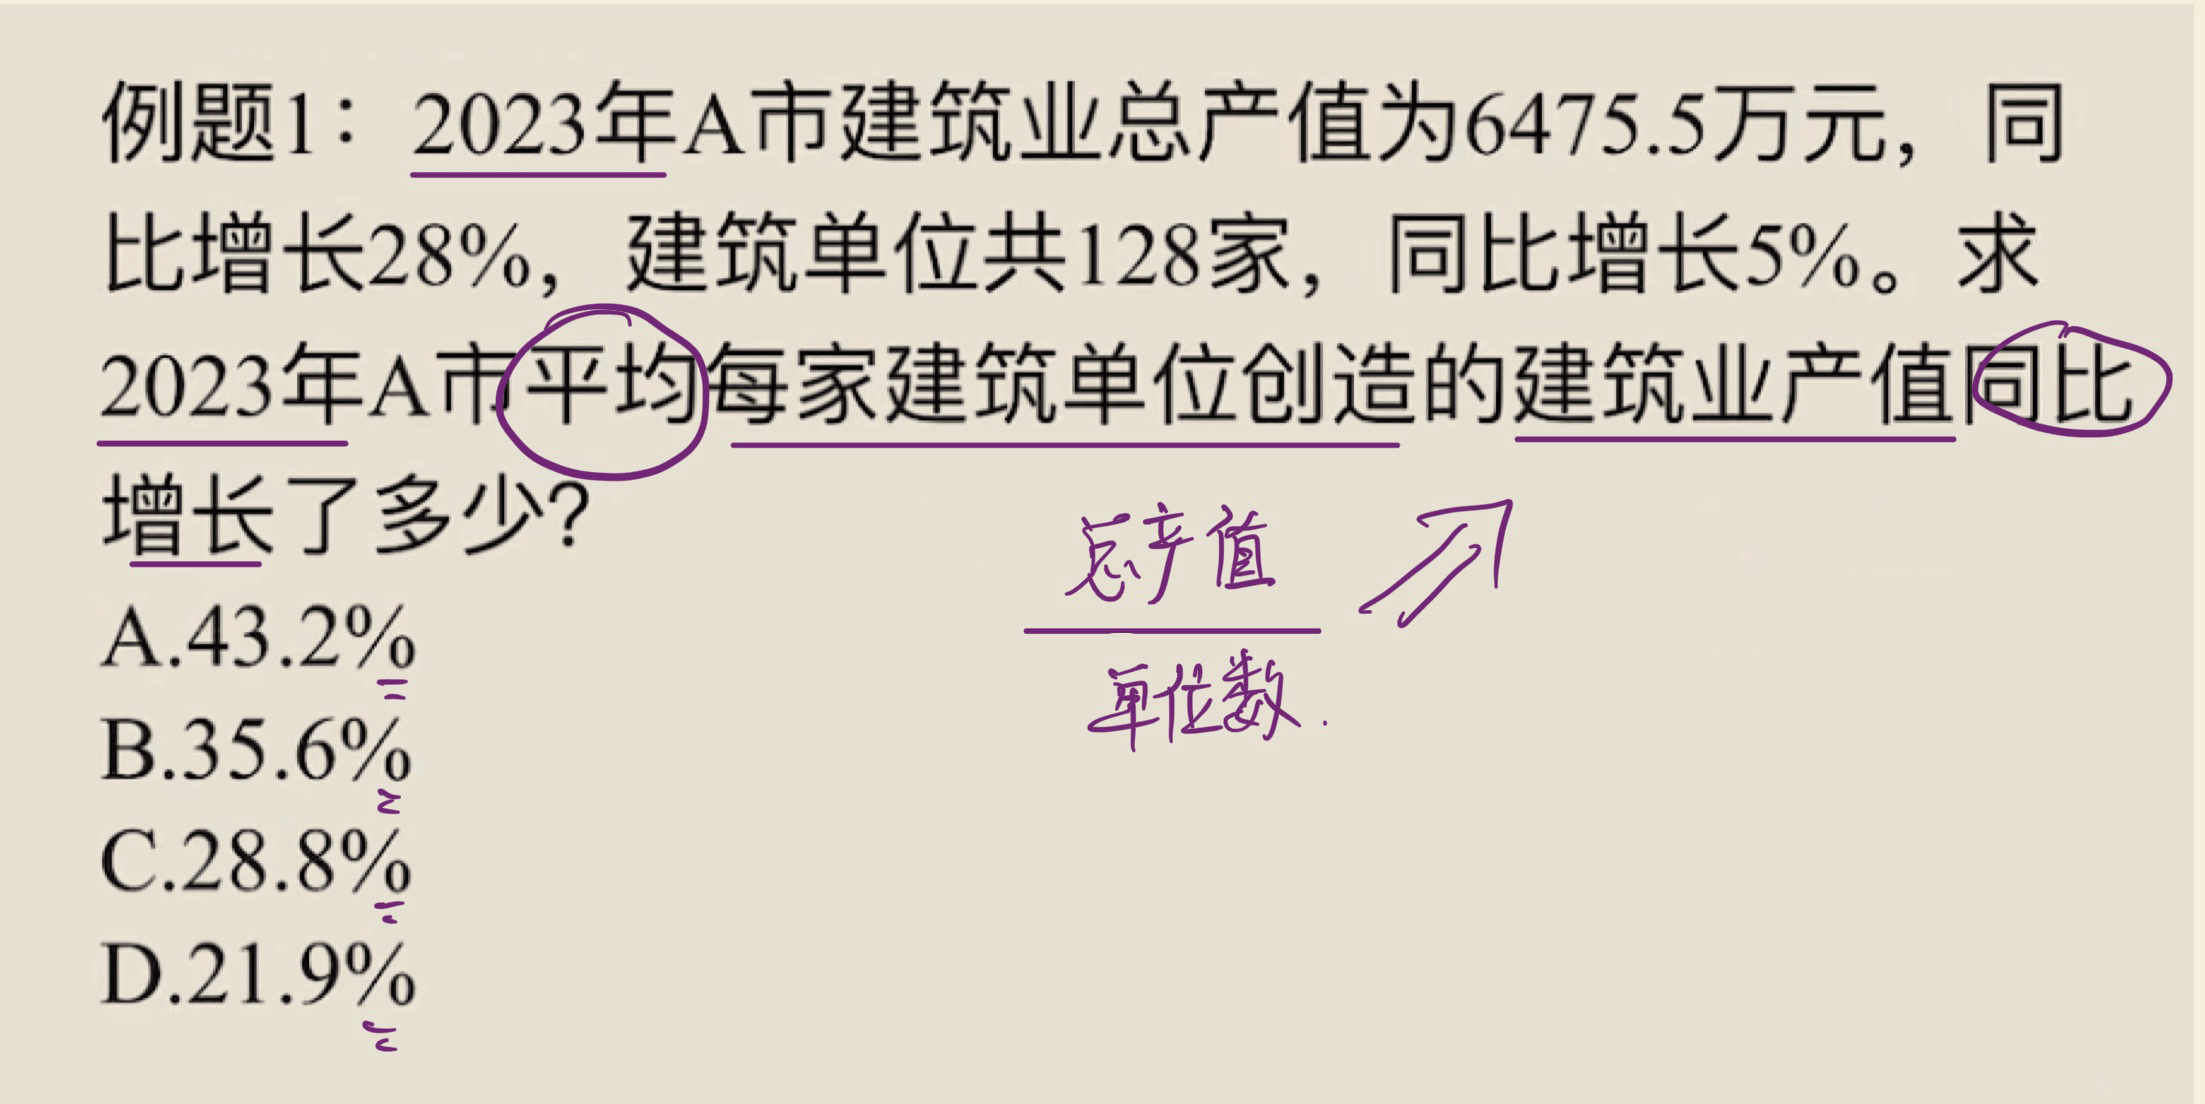 例题1：2023年A市建筑业总产值为6475.5万元，同
比增长28%，建筑单位共128家，同比增长5%。求
2023年A市平均每家建筑单位创造的建筑业产值同比
增长了多少？
总产值
单位数.
A.43.2%
B.35.6%
C.28.8%
D.21.9%